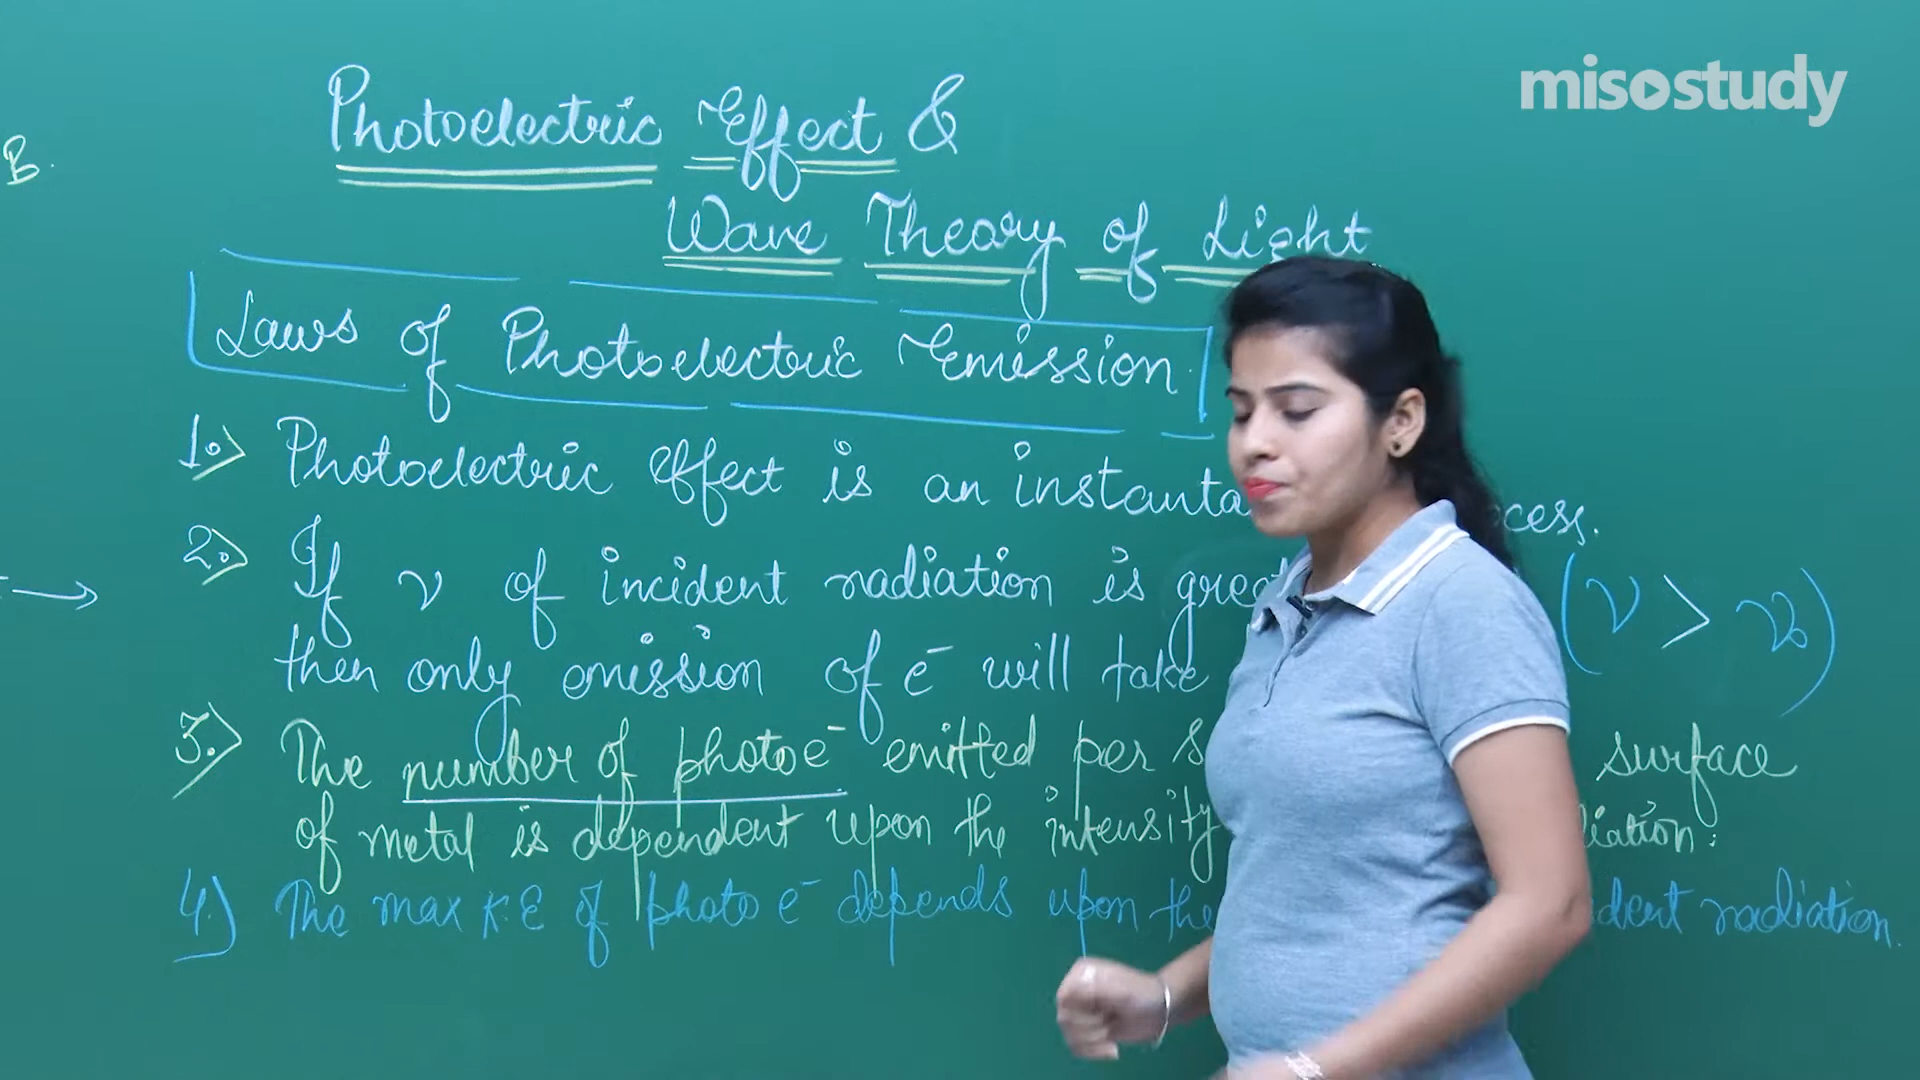 misostudy
Photoelectric Effect &
B.
Wave Theory of Light
Laws of Photoelectric Emission
1.> Photoelectric effect is an instanta cess.
2.> If ν of incident radiation is great (ν > ν₀)
then only emission of e⁻ will take
3.> The number of photo e⁻ emitted per s surface
of metal is dependent upon the intensity diation.
4.) The max K.E of photo e⁻ depends upon the dent radiation.